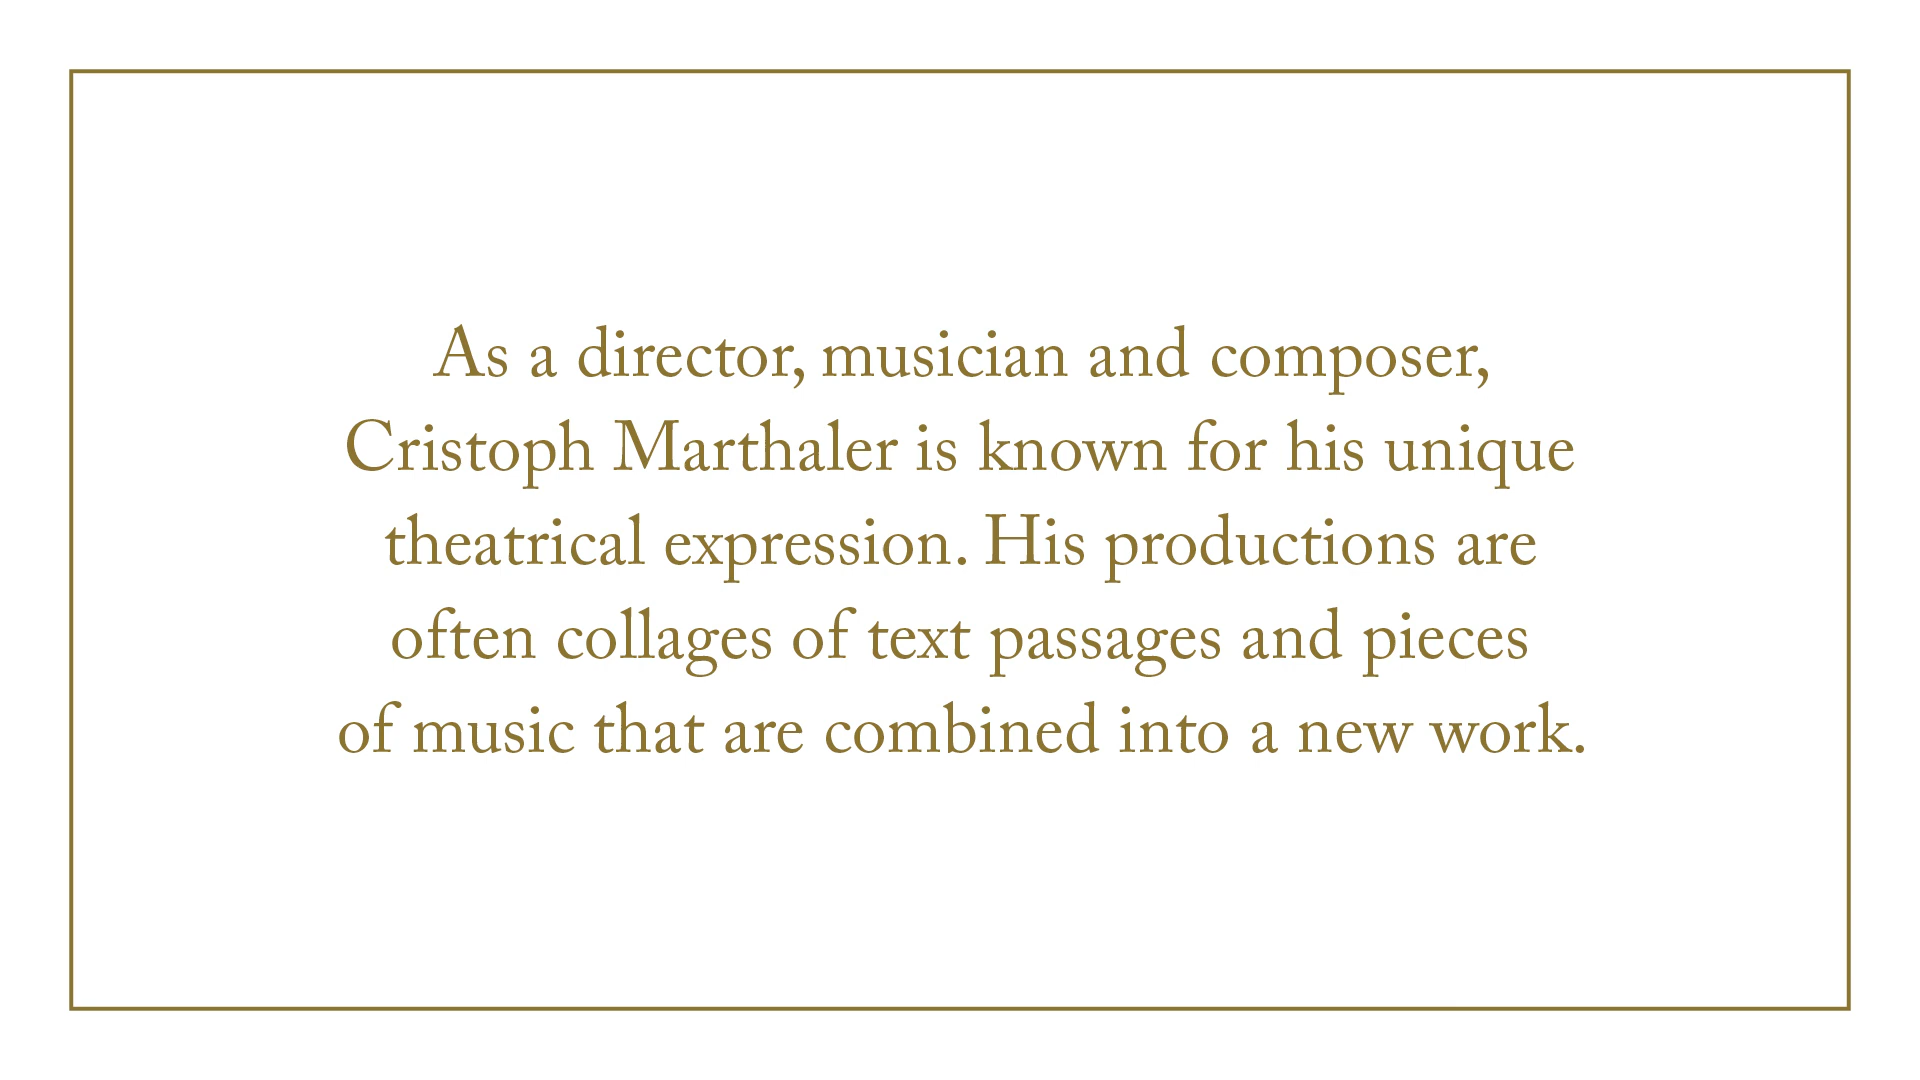 As a director, musician and composer,
Cristoph Marthaler is known for his unique
theatrical expression. His productions are
often collages of text passages and pieces
of music that are combined into a new work.